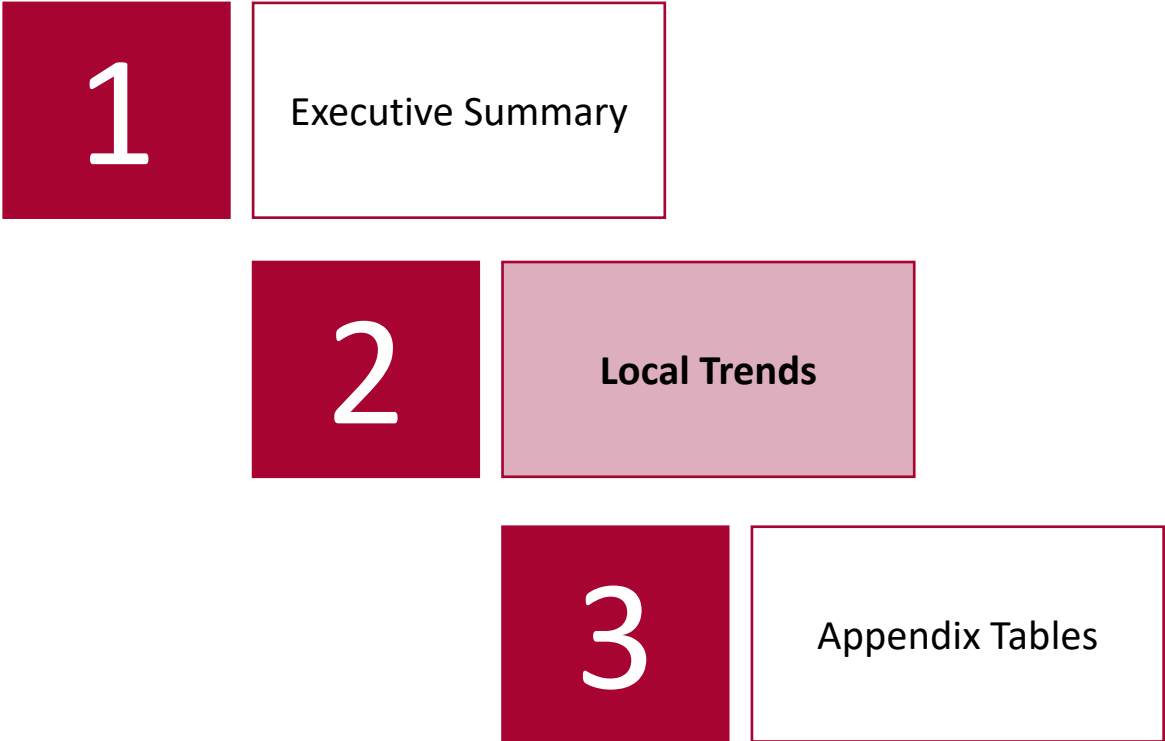 1
Executive Summary
2
Local Trends
3
Appendix Tables